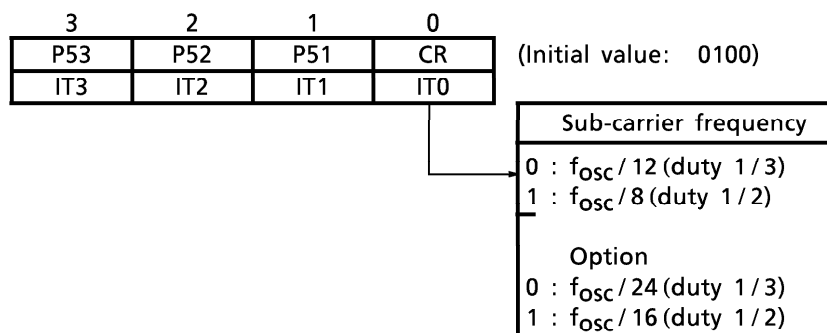 3 2 1 0
P53 P52 P51 CR (Initial value: 0100)
IT3 IT2 IT1 IT0
Sub-carrier frequency
0 : fosc / 12 (duty 1 / 3)
1 : fosc / 8 (duty 1 / 2)
Option
0 : fosc / 24 (duty 1 / 3)
1 : fosc / 16 (duty 1 / 2)